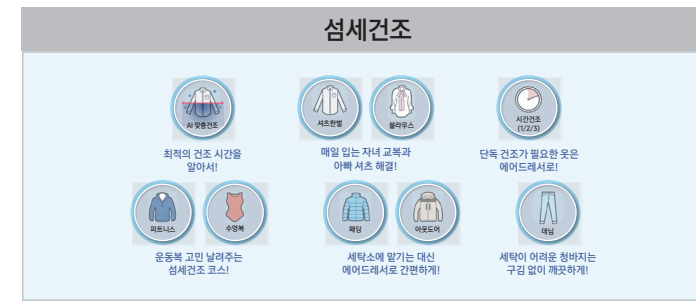 섬세건조
AI 맞춤건조
최적의 건조 시간을
알아서!
셔츠한벌
블라우스
매일 입는 자녀 교복과
아빠 셔츠 해결!
시간건조
(1/2/3)
단독 건조가 필요한 옷은
에어드레서로!
피트니스
수영복
운동복 고민 날려주는
섬세건조 코스!
패딩
아웃도어
세탁소에 맡기는 대신
에어드레서로 간편하게!
데님
세탁이 어려운 청바지는
구김 없이 깨끗하게!